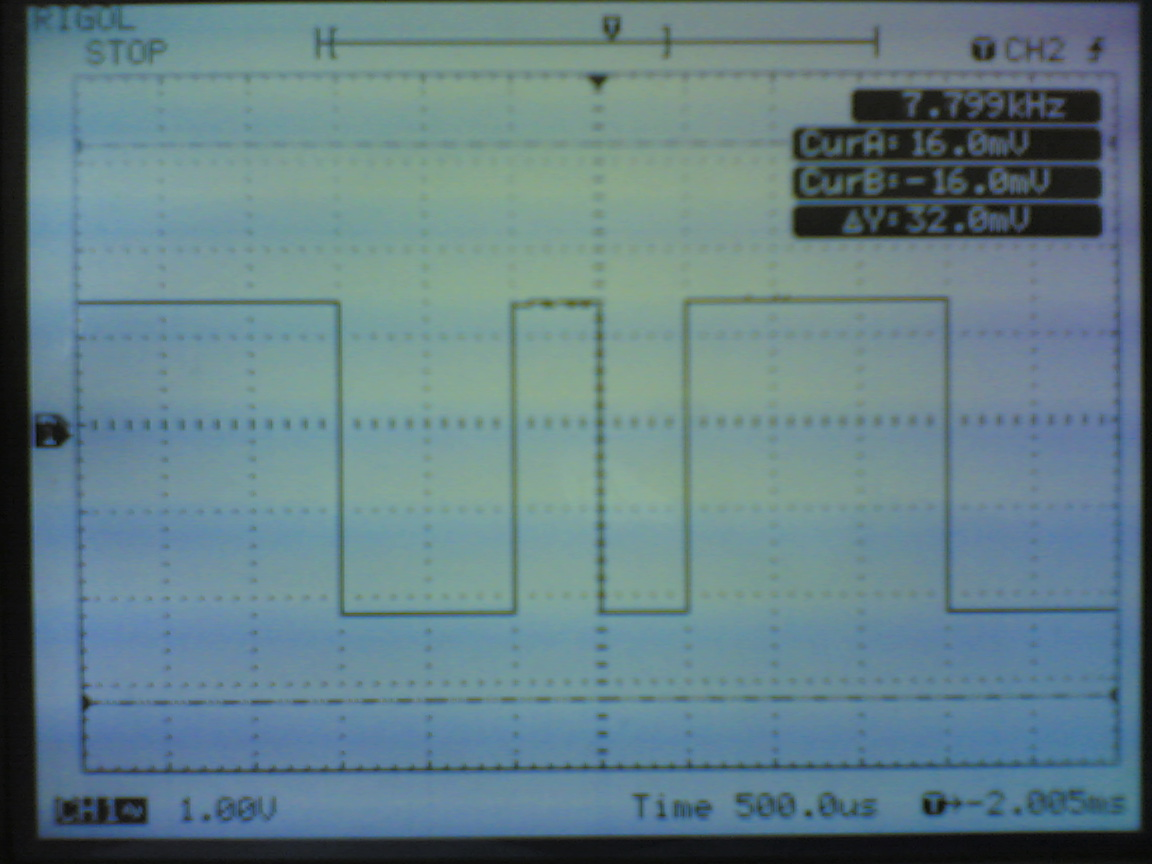 RIGOL
STOP
T
T CH2
7.799kHz
CurA: 16.0mV
CurB:-16.0mV
ΔY: 32.0mV
CH1 1.00V Time 500.0us T→-2.005ms